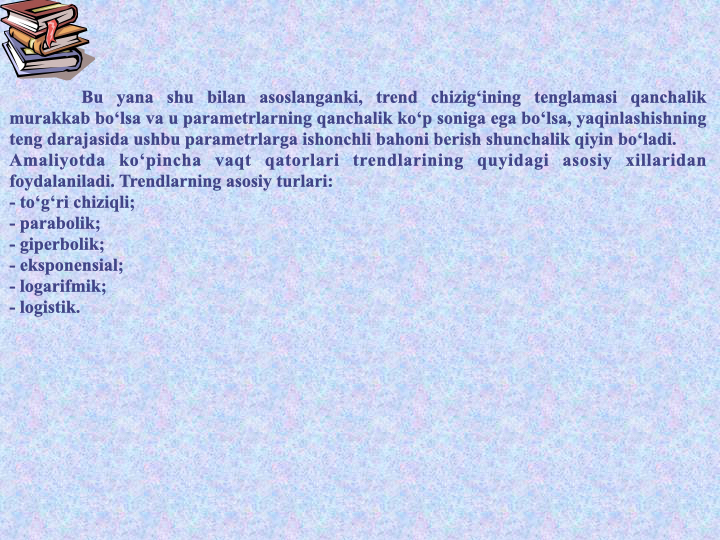 Bu yana shu bilan asoslanganki, trend chizig‘ining tenglamasi qanchalik
murakkab bo‘lsa va u parametrlarning qanchalik ko‘p soniga ega bo‘lsa, yaqinlashishning
teng darajasida ushbu parametrlarga ishonchli bahoni berish shunchalik qiyin bo‘ladi.
Amaliyotda ko‘pincha vaqt qatorlari trendlarining quyidagi asosiy xillaridan
foydalaniladi. Trendlarning asosiy turlari:
- to‘g‘ri chiziqli;
- parabolik;
- giperbolik;
- eksponensial;
- logarifmik;
- logistik.